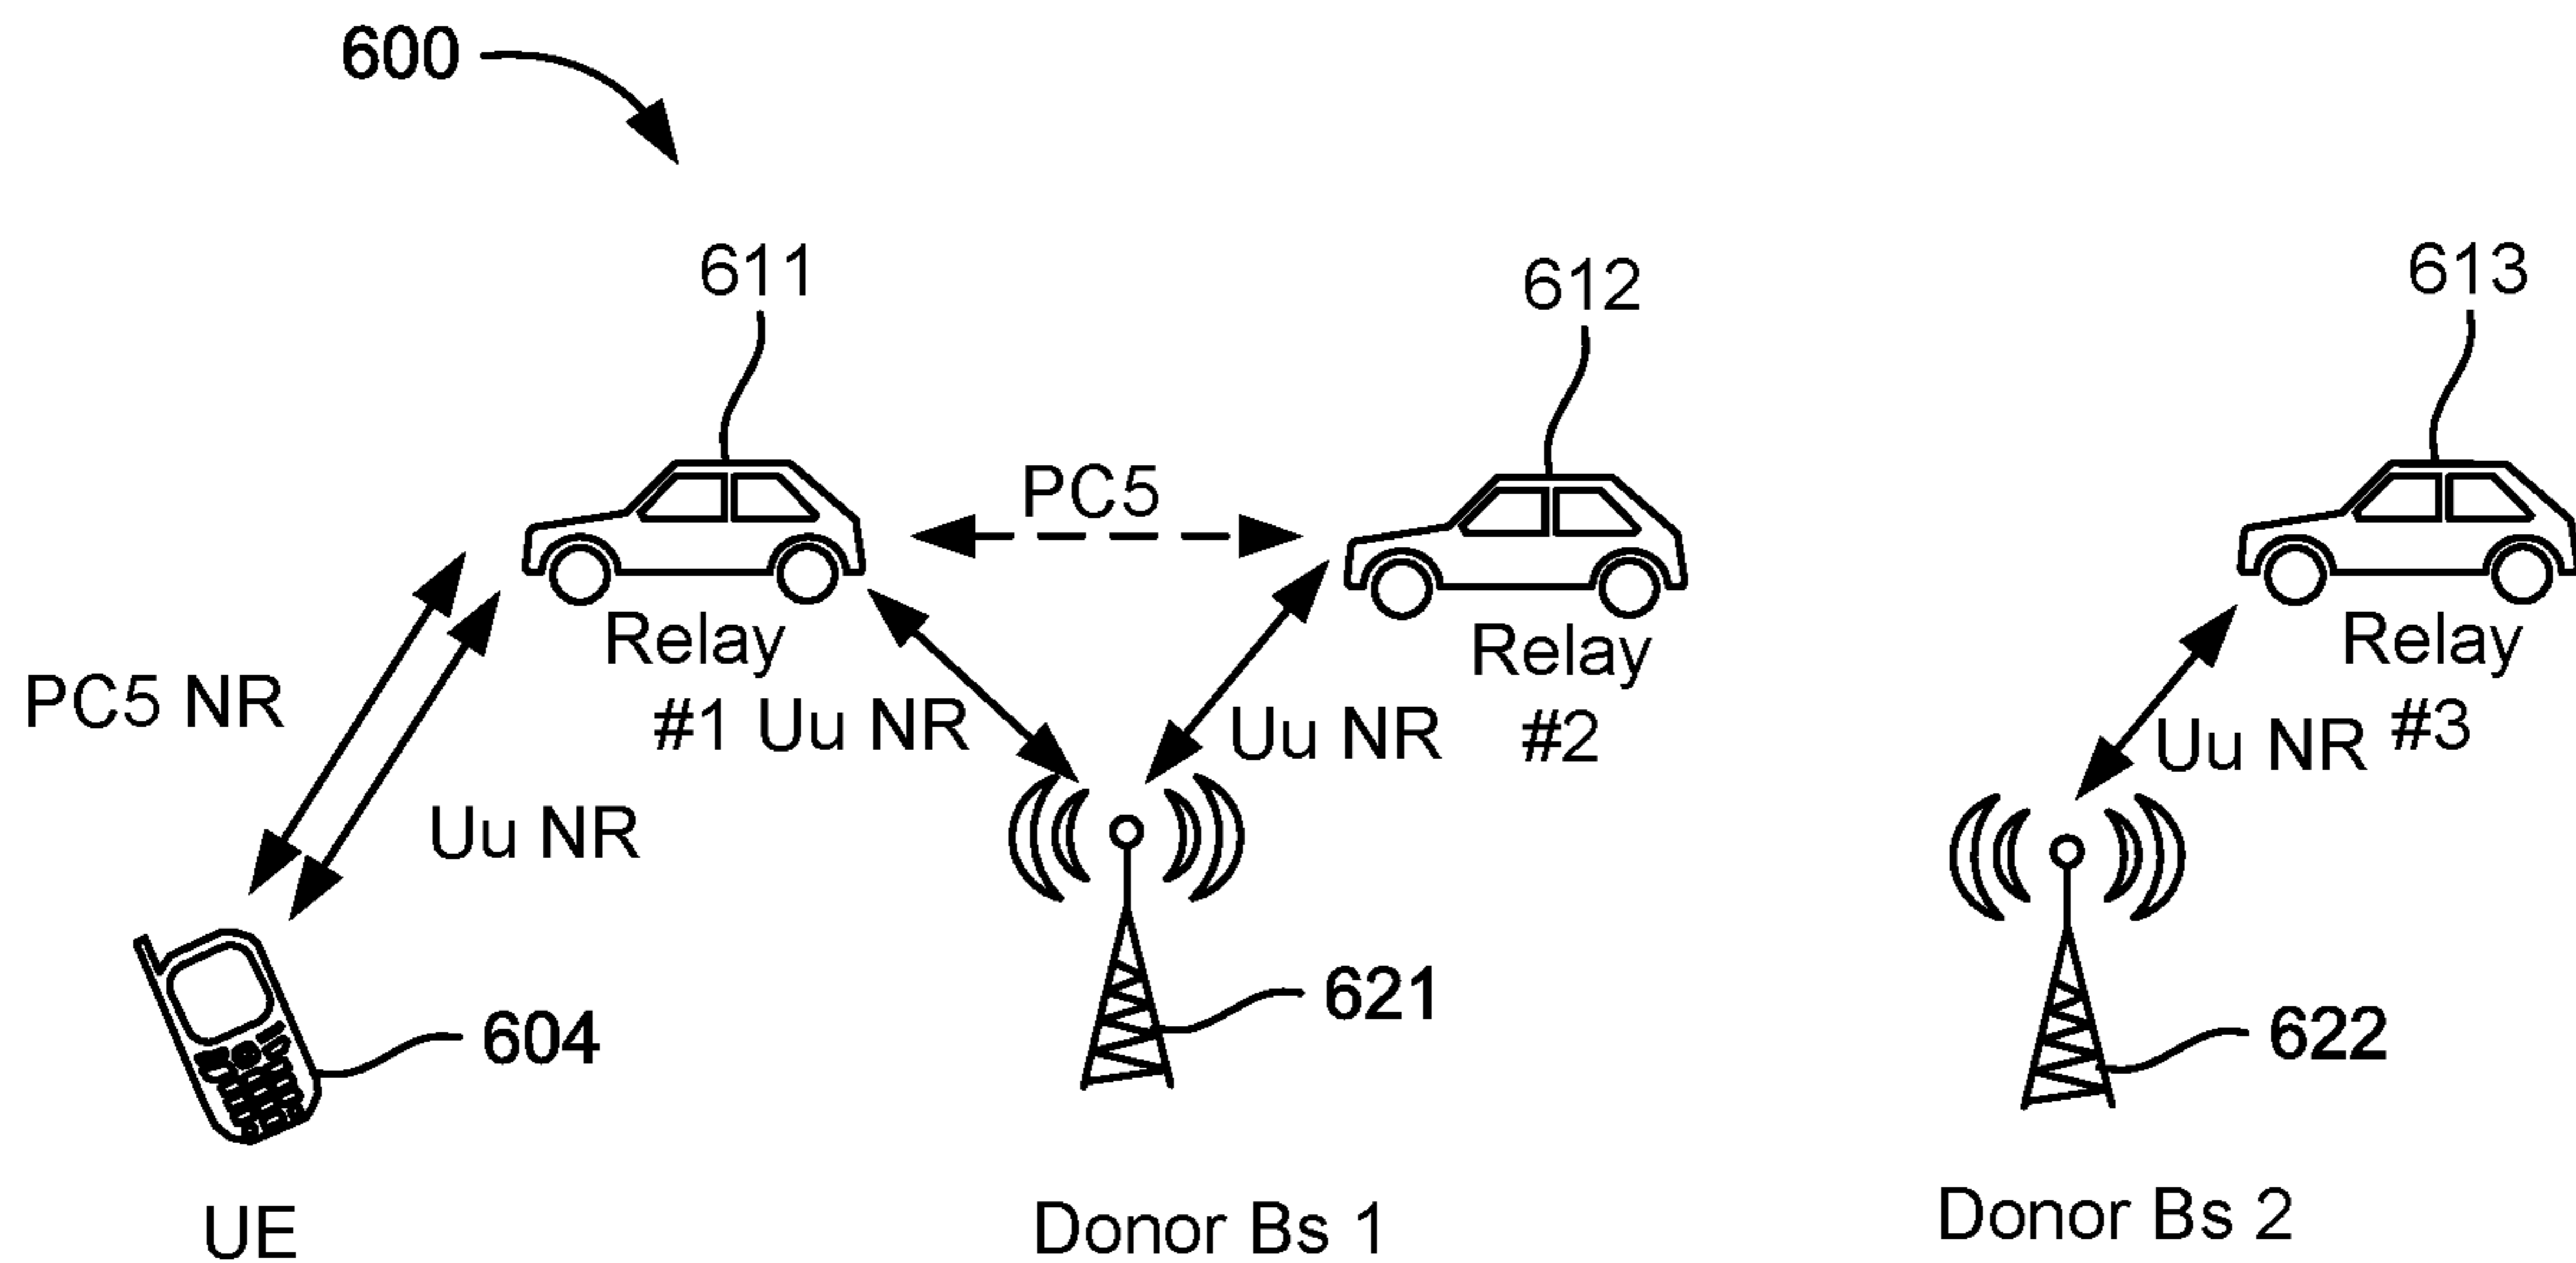 600
611
612
613
PC5
Relay
#1
Relay
#2
Relay
#3
PC5 NR
Uu NR
Uu NR
Uu NR
Uu NR
604
621
622
UE
Donor Bs 1
Donor Bs 2